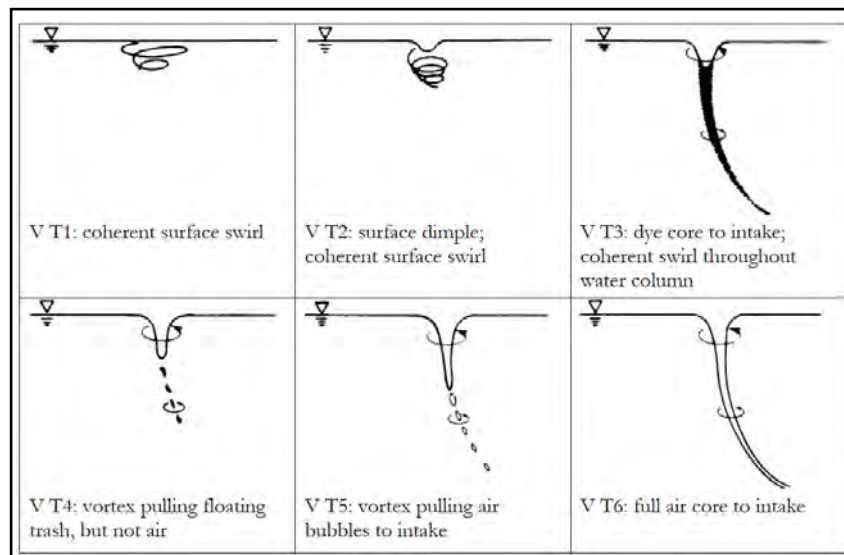 V T1: coherent surface swirl
V T2: surface dimple;
coherent surface swirl
V T3: dye core to intake;
coherent swirl throughout
water column
V T4: vortex pulling floating
trash, but not air
V T5: vortex pulling air
bubbles to intake
V T6: full air core to intake